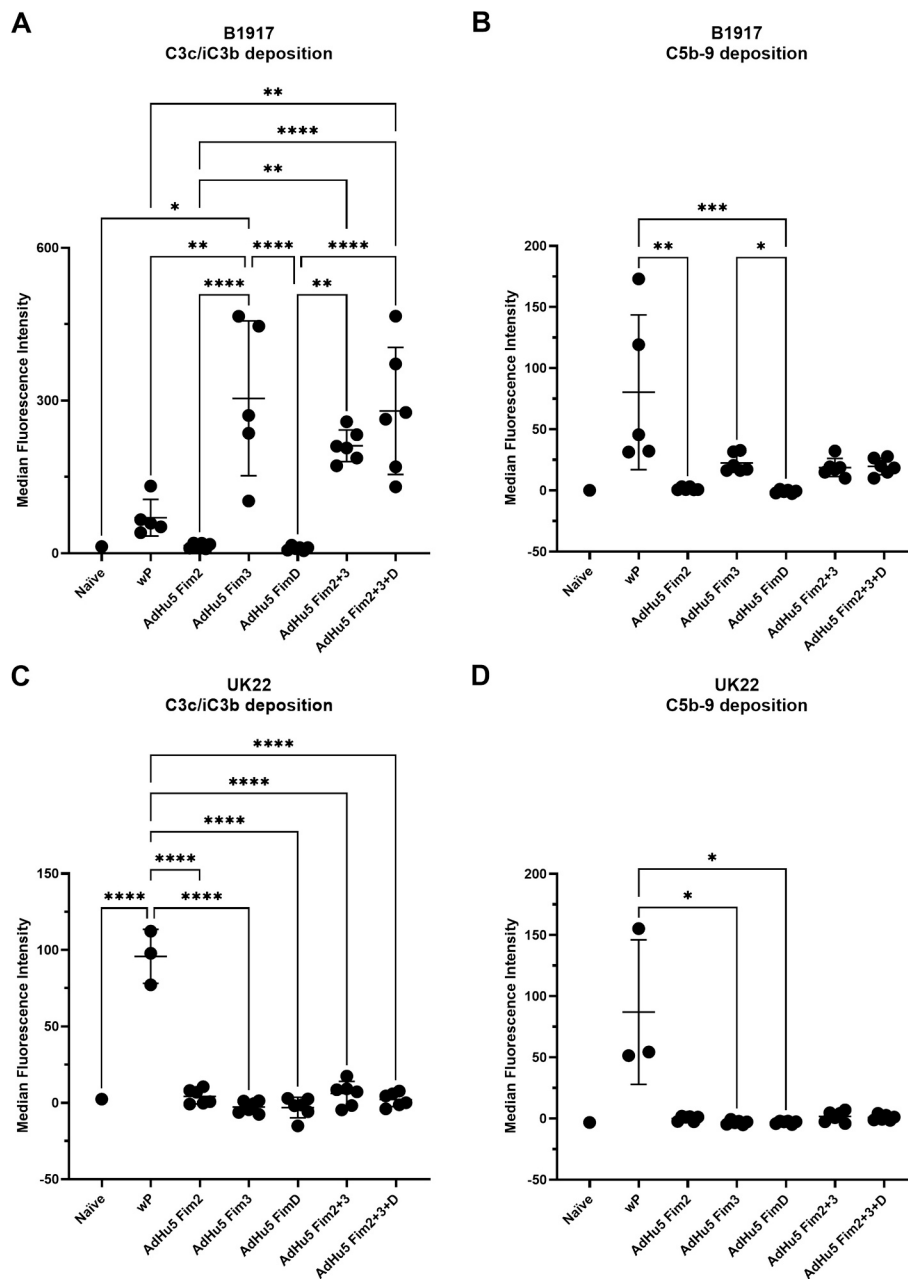 A
B1917
C3c/iC3b deposition
**
****
**
*
**
****
****
****
**
Median Fluorescence Intensity
600
300
0
Naïve
wP
AdHu5 Fim2
AdHu5 Fim3
AdHu5 FimD
AdHu5 Fim2+3
AdHu5 Fim2+3+D
B
B1917
C5b-9 deposition
***
**
*
Median Fluorescence Intensity
200
150
100
50
0
-50
Naïve
wP
AdHu5 Fim2
AdHu5 Fim3
AdHu5 FimD
AdHu5 Fim2+3
AdHu5 Fim2+3+D
C
UK22
C3c/iC3b deposition
****
****
****
****
****
****
Median Fluorescence Intensity
150
100
50
0
-50
Naïve
wP
AdHu5 Fim2
AdHu5 Fim3
AdHu5 FimD
AdHu5 Fim2+3
AdHu5 Fim2+3+D
D
UK22
C5b-9 deposition
*
*
Median Fluorescence Intensity
200
150
100
50
0
-50
Naïve
wP
AdHu5 Fim2
AdHu5 Fim3
AdHu5 FimD
AdHu5 Fim2+3
AdHu5 Fim2+3+D